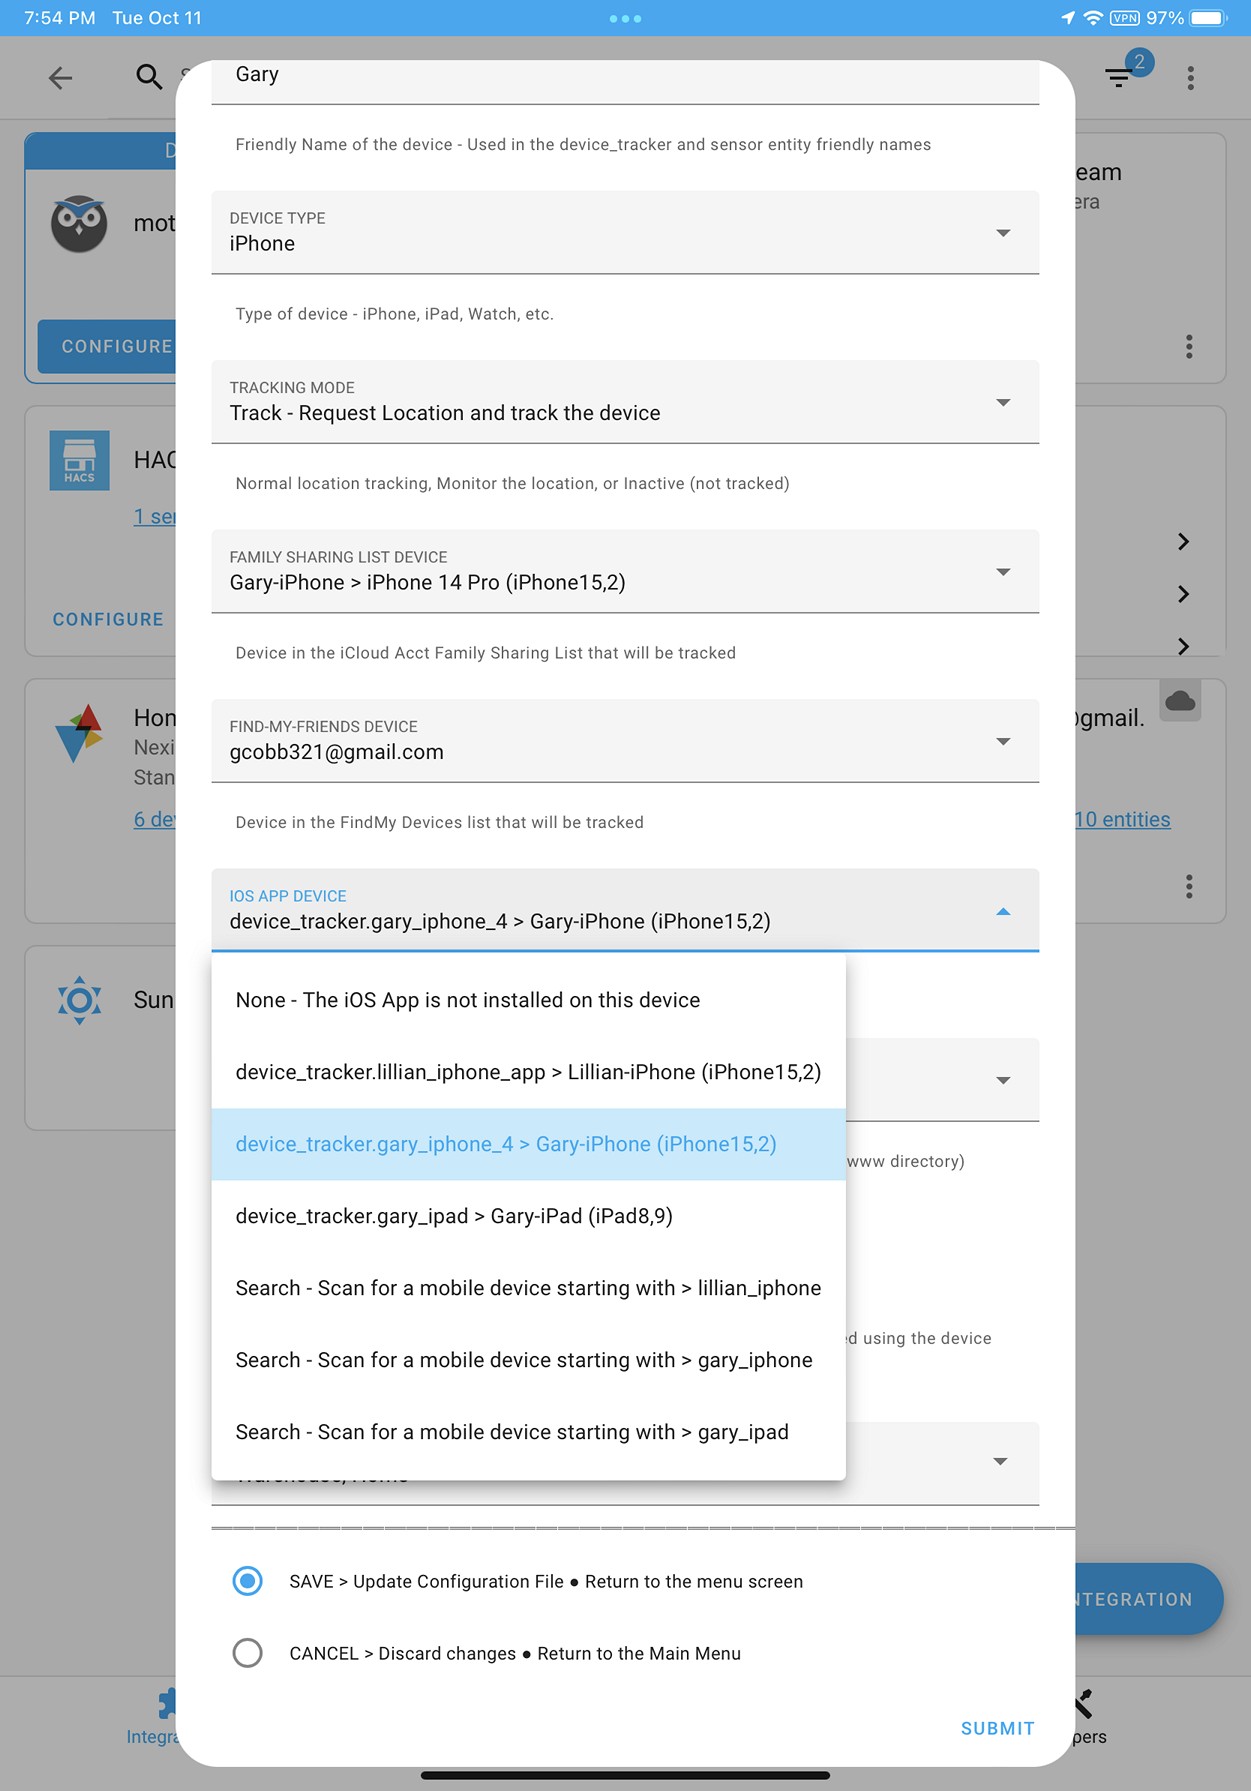 7:54 PM Tue Oct 11
VPN 97%
2
Gary
Friendly Name of the device - Used in the device_tracker and sensor entity friendly names
DEVICE TYPE
iPhone
Type of device - iPhone, iPad, Watch, etc.
TRACKING MODE
Track - Request Location and track the device
Normal location tracking, Monitor the location, or Inactive (not tracked)
FAMILY SHARING LIST DEVICE
Gary-iPhone > iPhone 14 Pro (iPhone15,2)
Device in the iCloud Acct Family Sharing List that will be tracked
FIND-MY-FRIENDS DEVICE
gcobb321@gmail.com
Device in the FindMy Devices list that will be tracked
IOS APP DEVICE
device_tracker.gary_iphone_4 > Gary-iPhone (iPhone15,2)
None - The iOS App is not installed on this device
device_tracker.lillian_iphone_app > Lillian-iPhone (iPhone15,2)
device_tracker.gary_iphone_4 > Gary-iPhone (iPhone15,2)
www directory)
device_tracker.gary_ipad > Gary-iPad (iPad8,9)
Search - Scan for a mobile device starting with > lillian_iphone
ed using the device
Search - Scan for a mobile device starting with > gary_iphone
Search - Scan for a mobile device starting with > gary_ipad
Warehouse, Home
SAVE > Update Configuration File ● Return to the menu screen
CANCEL > Discard changes ● Return to the Main Menu
SUBMIT
D
mot
CONFIGURE
HACS
HAC
1 ser
CONFIGURE
Hon
Nexi
Stan
6 dev
Sun
Integra
eam
era
@gmail.
10 entities
NTEGRATION
pers